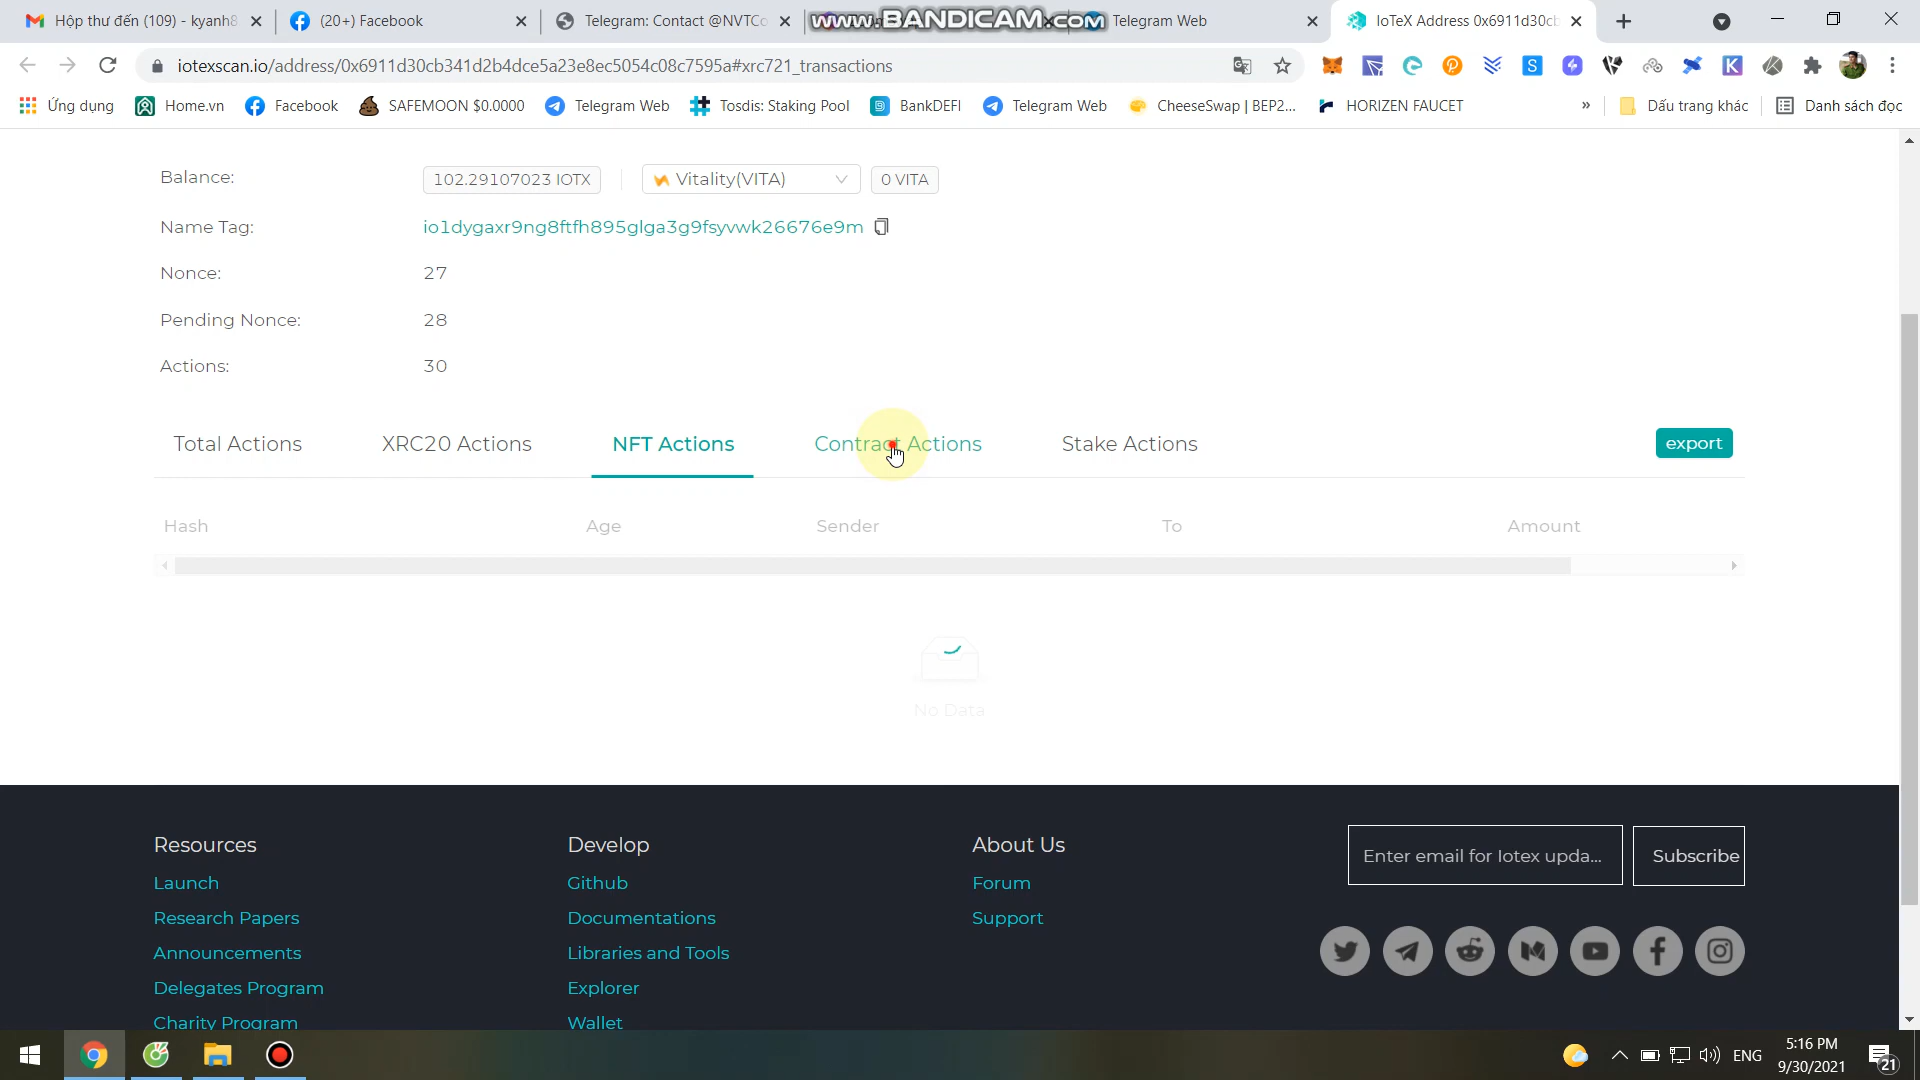 Hộp thư đến (109) - kyanh8
(20+) Facebook
Telegram: Contact @NVTCo
www.BANDICAM.com
Telegram Web
IoTeX Address 0x6911d30cb
iotexscan.io/address/0x6911d30cb341d2b4dce5a23e8ec5054c08c7595a#xrc721_transactions
Ứng dụng
Home.vn
Facebook
SAFEMOON $0.0000
Telegram Web
Tosdis: Staking Pool
BankDEFI
Telegram Web
CheeseSwap | BEP2...
HORIZEN FAUCET
»
Dấu trang khác
Danh sách đọc
Balance:
102.29107023 IOTX
Vitality(VITA)
0 VITA
Name Tag:
io1dygaxr9ng8ftfh895glga3g9fsyvwk26676e9m
Nonce:
27
Pending Nonce:
28
Actions:
30
Total Actions
XRC20 Actions
NFT Actions
Contract Actions
Stake Actions
export
Hash
Age
Sender
To
Amount
No Data
Resources
Launch
Research Papers
Announcements
Delegates Program
Charity Program
Develop
Github
Documentations
Libraries and Tools
Explorer
Wallet
About Us
Forum
Support
Enter email for Iotex upda...
Subscribe
ENG
5:16 PM
9/30/2021
21